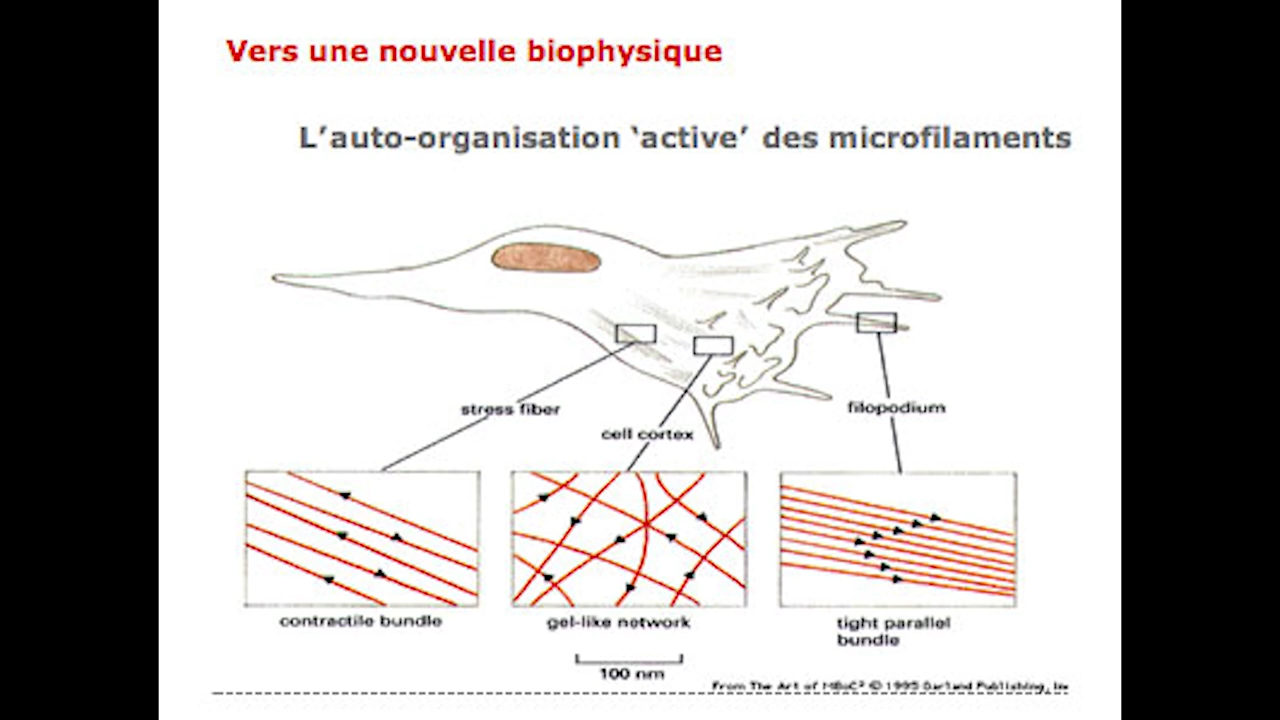 Vers une nouvelle biophysique
L'auto-organisation ‘active’ des microfilaments
stress fiber
cell cortex
filopodium
contractile bundle
gel-like network
tight parallel
bundle
100 nm
From The Art of MBoC² © 1995 Garland Publishing, Inc